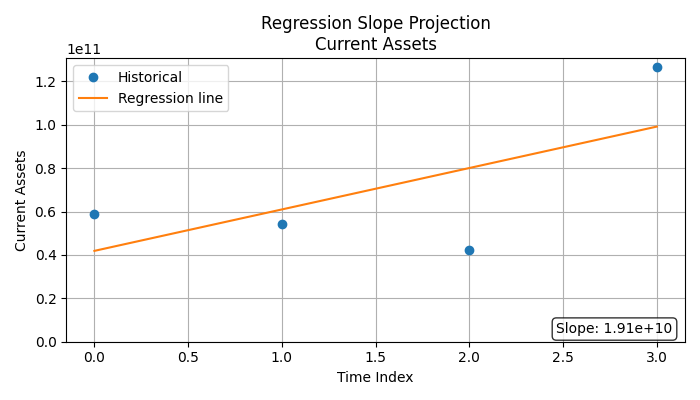 Regression Slope Projection
Current Assets
1e11
Historical
Regression line
1.2
1.0
0.8
0.6
0.4
0.2
0.0
Current Assets
Slope: 1.91e+10
0.0 0.5 1.0 1.5 2.0 2.5 3.0
Time Index